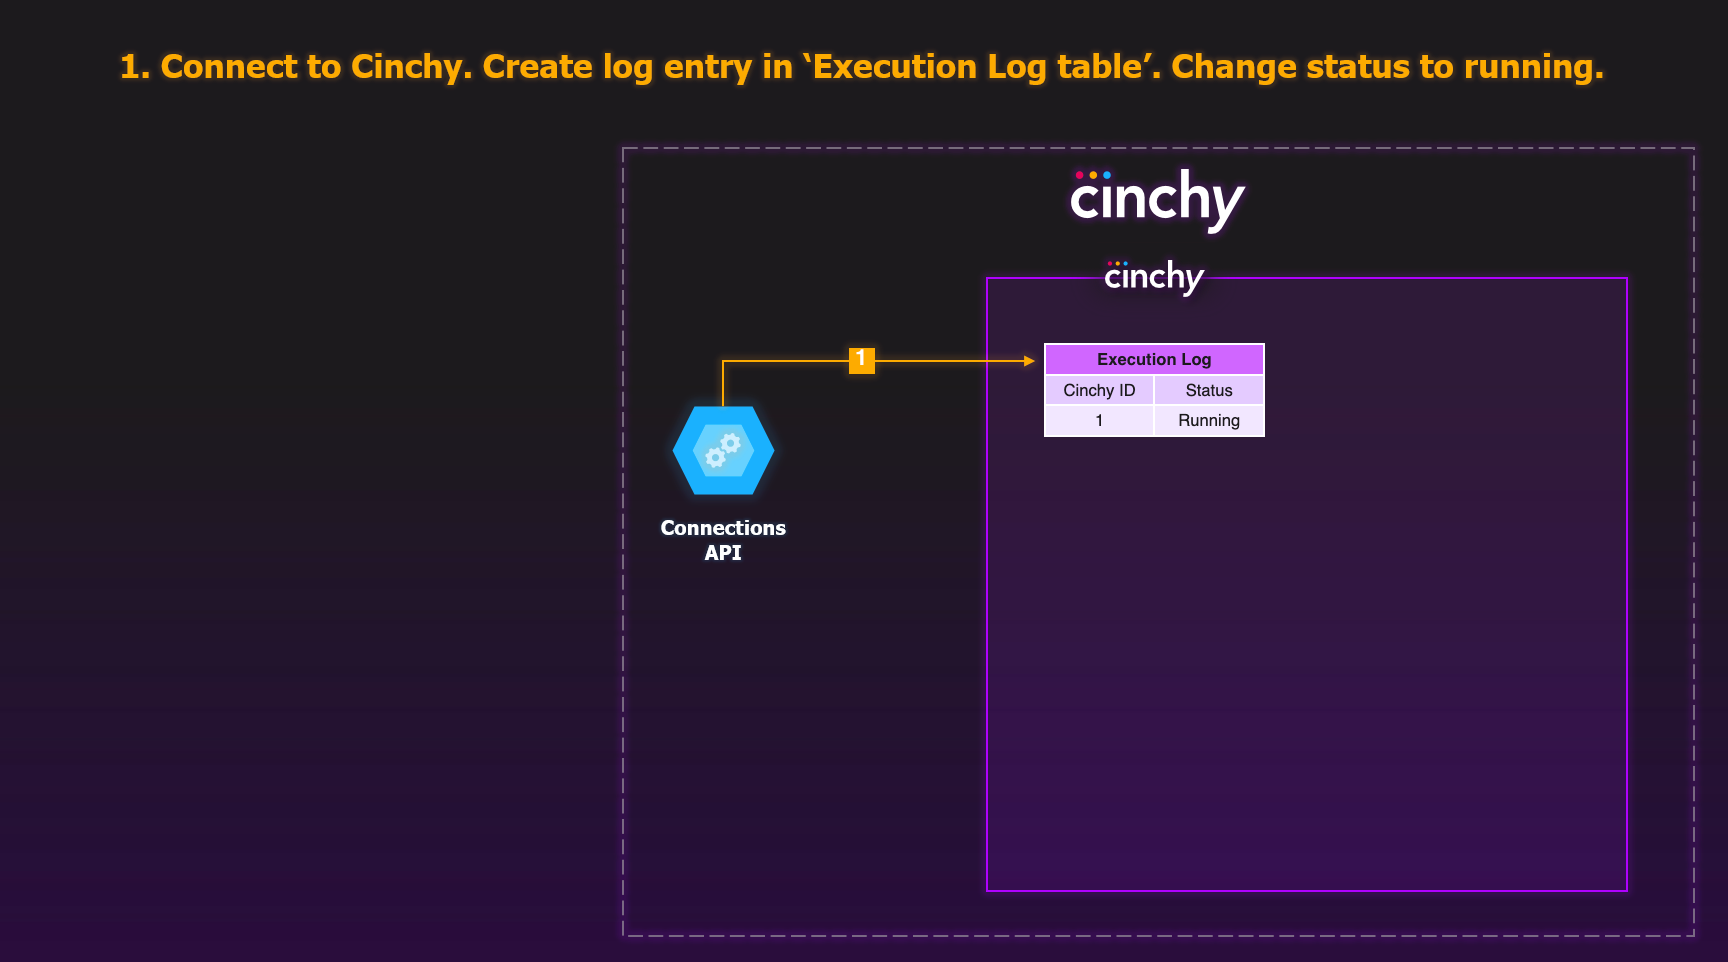 1. Connect to Cinchy. Create log entry in ‘Execution Log table’. Change status to running.
cinchy
cinchy
1
Execution Log
Cinchy ID Status
1 Running
Connections
API